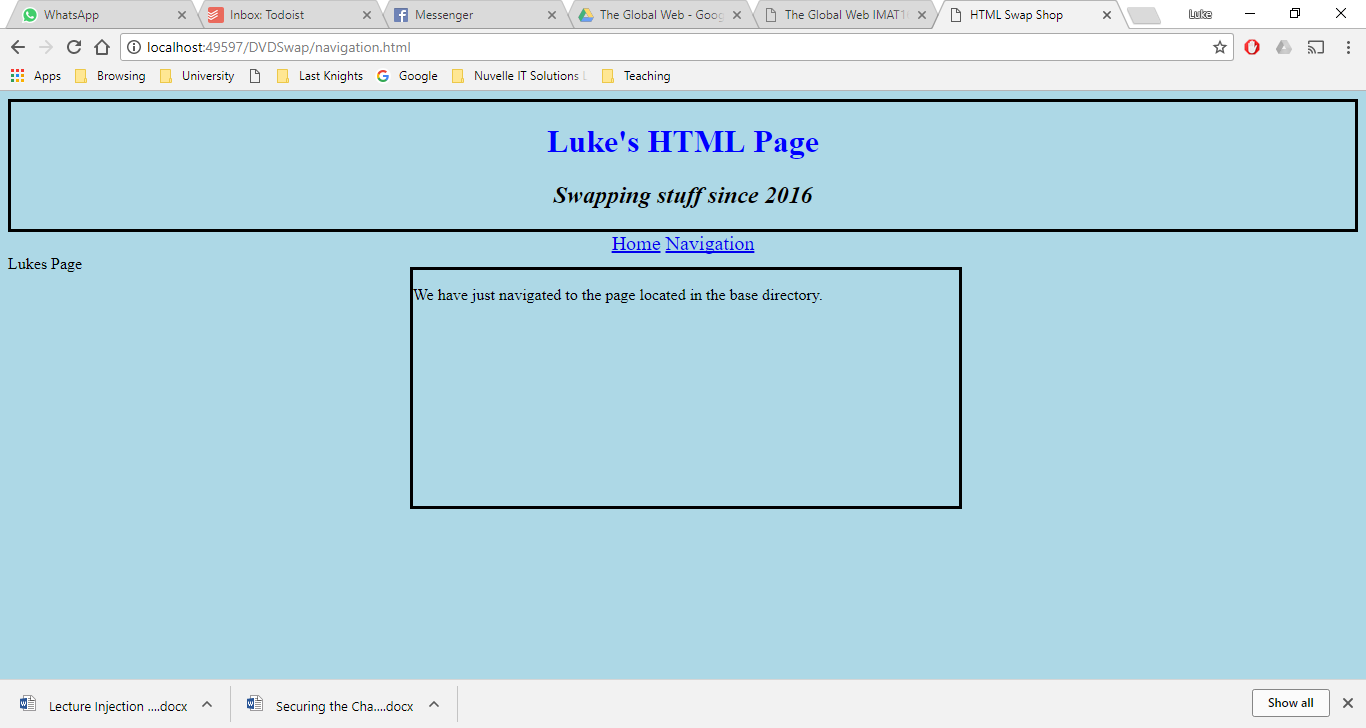 WhatsApp
Inbox: Todoist
Messenger
The Global Web - Goog
The Global Web IMAT1
HTML Swap Shop
Luke
localhost:49597/DVDSwap/navigation.html
Apps
Browsing
University
Last Knights
Google
Nuvelle IT Solutions
Teaching
Luke's HTML Page
Swapping stuff since 2016
Home Navigation
Lukes Page
We have just navigated to the page located in the base directory.
Lecture Injection ....docx
Securing the Cha....docx
Show all